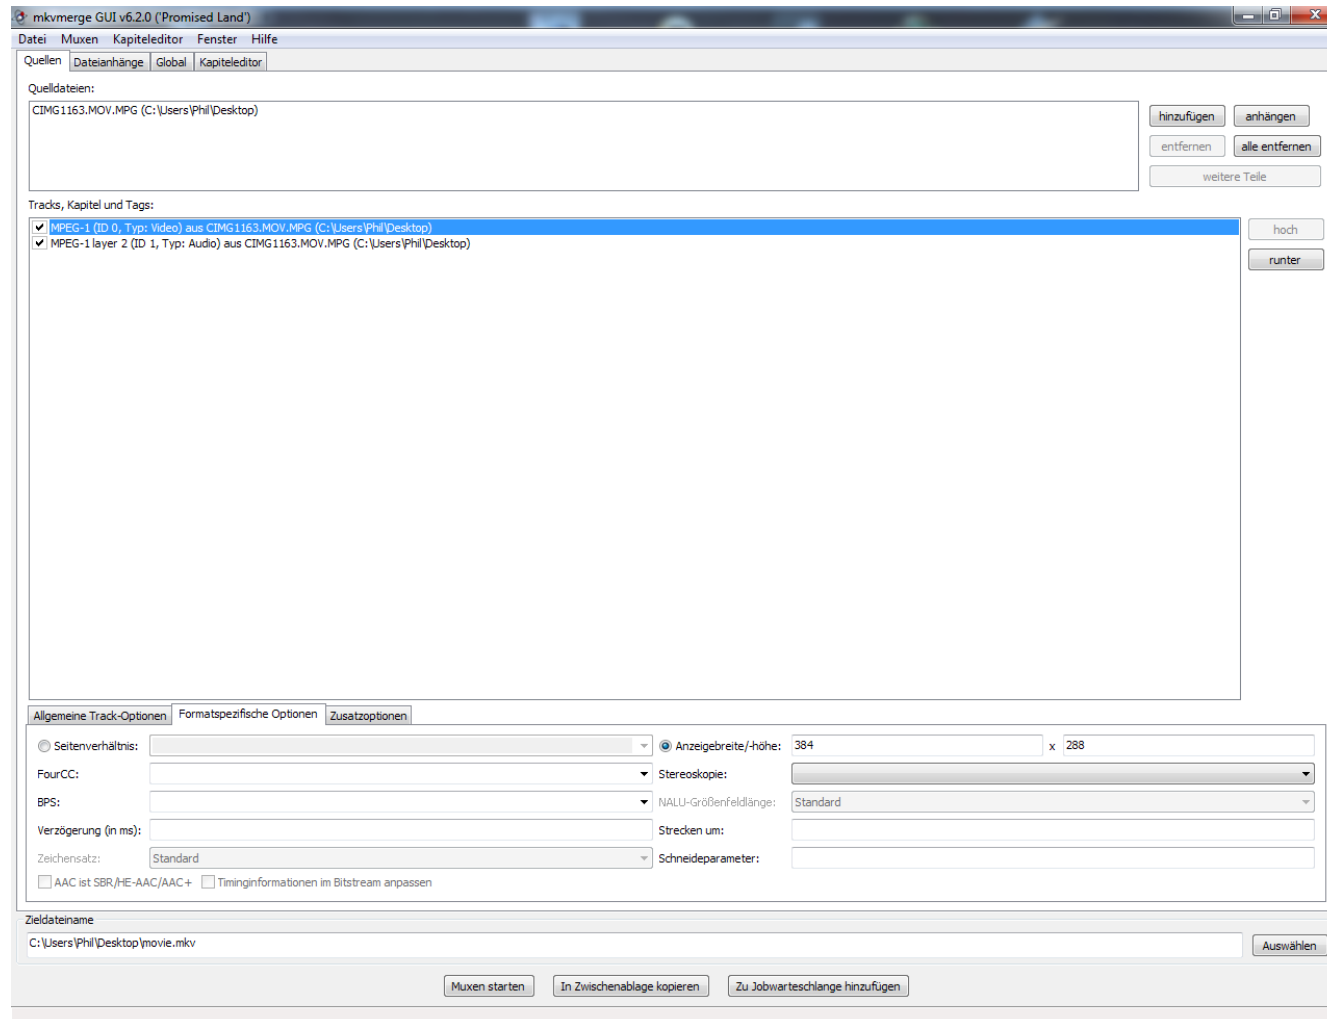 mkvmerge GUI v6.2.0 ('Promised Land')
Datei Muxen Kapiteleditor Fenster Hilfe
Quellen Dateianhänge Global Kapiteleditor
Quelldateien:
CIMG1163.MOV.MPG (C:\Users\Phil\Desktop)
hinzufügen anhängen
entfernen alle entfernen
weitere Teile
Tracks, Kapitel und Tags:
MPEG-1 (ID 0, Typ: Video) aus CIMG1163.MOV.MPG (C:\Users\Phil\Desktop)
MPEG-1 layer 2 (ID 1, Typ: Audio) aus CIMG1163.MOV.MPG (C:\Users\Phil\Desktop)
hoch
runter
Allgemeine Track-Optionen Formatspezifische Optionen Zusatzoptionen
Seitenverhältnis: Anzeigebreite/-höhe: 384 x 288
FourCC: Stereoskopie:
BPS: NALU-Größenfeldlänge: Standard
Verzögerung (in ms): Strecken um:
Zeichensatz: Standard Schneideparameter:
AAC ist SBR/HE-AAC/AAC+ Timinginformationen im Bitstream anpassen
Zieldateiname
C:\Users\Phil\Desktop\movie.mkv Auswählen
Muxen starten In Zwischenablage kopieren Zu Jobwarteschlange hinzufügen